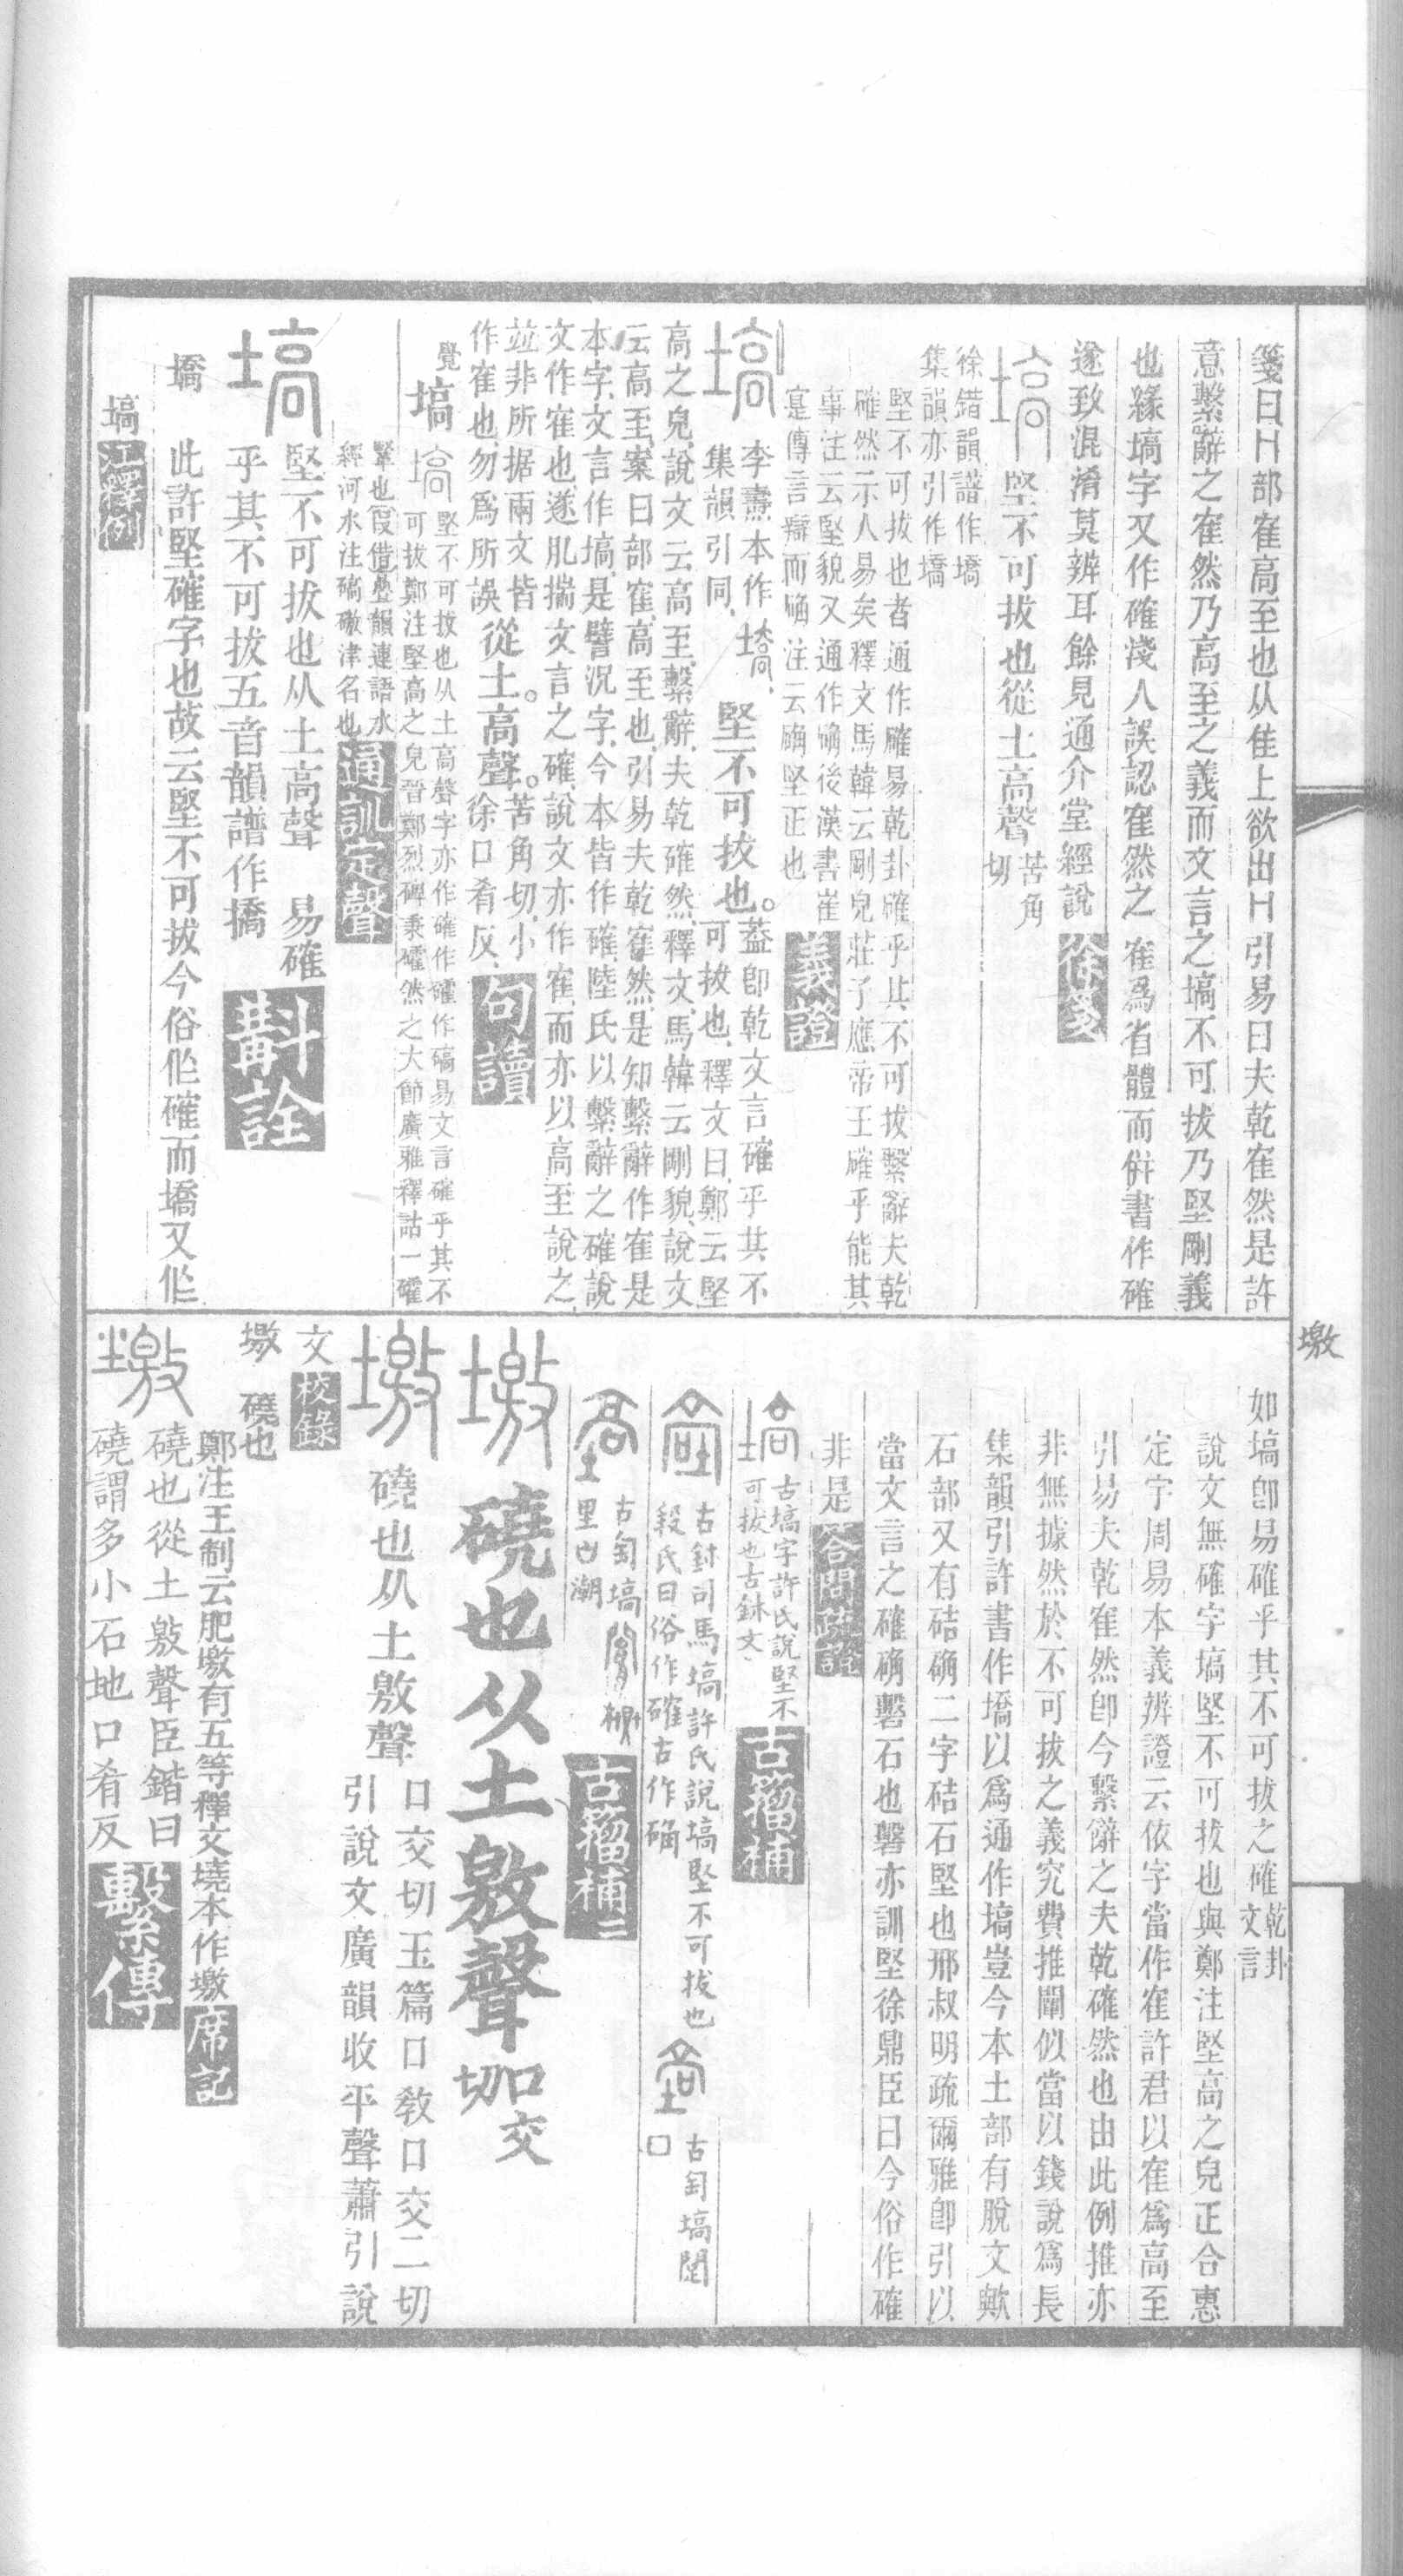 箋曰冂部隺高至也从隹上欲出冂引易曰夫乾隺然是許
意繫辭之隺然乃高至之義而文言之塙不可拔乃堅剛義
也緣塙字又作確淺人誤認隺然之隺爲省體而倂書作確
遂致混淆莫辨耳餘見通介堂經說 徐箋
塙 堅不可拔也從土高聲 苦角切
徐鍇韻譜作墧
集韻亦引作墧
堅不可拔也者通作確易乾卦確乎其不可拔繫辭夫乾
確然示人易矣釋文馬韓云剛皃莊子應帝王確乎能其
事注云堅貌又通作确後漢書崔
寔傳言辯而确注云确堅正也 義證
塙 李燾本作墧、堅不可拔也。葢卽乾文言確乎其不
集韻引同、可拔也、釋文曰、鄭云堅
高之皃、說文云高至、繫辭、夫乾確然、釋文、馬韓云剛貌、說文
云高至、案冂部隺、高至也、引易夫乾隺然、是知繫辭作隺是
本字、文言作塙、是譬況字、今本皆作確、陸氏以繫辭之確說
文作隺也、遂肊揣文言之確、說文亦作隺、而亦以高至說之、
並非所据兩文皆從土。高聲。苦角切、小
作隺也、勿爲所誤、徐口肴反、句讀
覺 塙 塙 堅不可拔也从土高聲字亦作確作礭作碻易文言確乎其不
可拔鄭注堅高之皃晉鄭烈碑秉礭然之大節廣雅釋詁一礭
鞏也叚借疊韻連語水
經河水注碻磝津名也 通訓定聲
塙 堅不可拔也从土高聲 易確
乎其不可拔五音韻譜作墧 斠詮
墧 此許堅確字也故云堅不可拔今俗作確而墧又作
塙 江釋例
墽
如塙卽易確乎其不可拔之確 乾卦文言
說文無確字塙堅不可拔也與鄭注堅高之皃正合惠
定宇周易本義辨證云依字當作隺許君以隺爲高至
引易夫乾隺然卽今繫辭之夫乾確然也由此例推亦
非無據然於不可拔之義究費推闡似當以錢說爲長
集韻引許書作墧以爲通作塙豈今本土部有脫文歟
石部又有硈确二字硈石堅也邢叔明疏爾雅卽引以
當文言之確确礊石也礊亦訓堅徐鼎臣曰今俗作確
非是 答問疏證
塙 古塙字許氏說堅不
可拔也古鉥文、 古籀補
古鉥司馬塙許氏說塙堅不可拔也
段氏曰俗作確古作确
古匋塙閭 口
古匋塙
里 潮 古籀補二
墽 磽也从土敫聲 口交切
墽 磽也从土敫聲 口交切玉篇口敎口交二切
引說文廣韻收平聲蕭引說
文 校錄
墽 磽也
鄭注王制云肥墽有五等釋文墝本作墽 席記
墽 磽也從土敫聲臣鍇曰
磽謂多小石地口肴反 繫傳